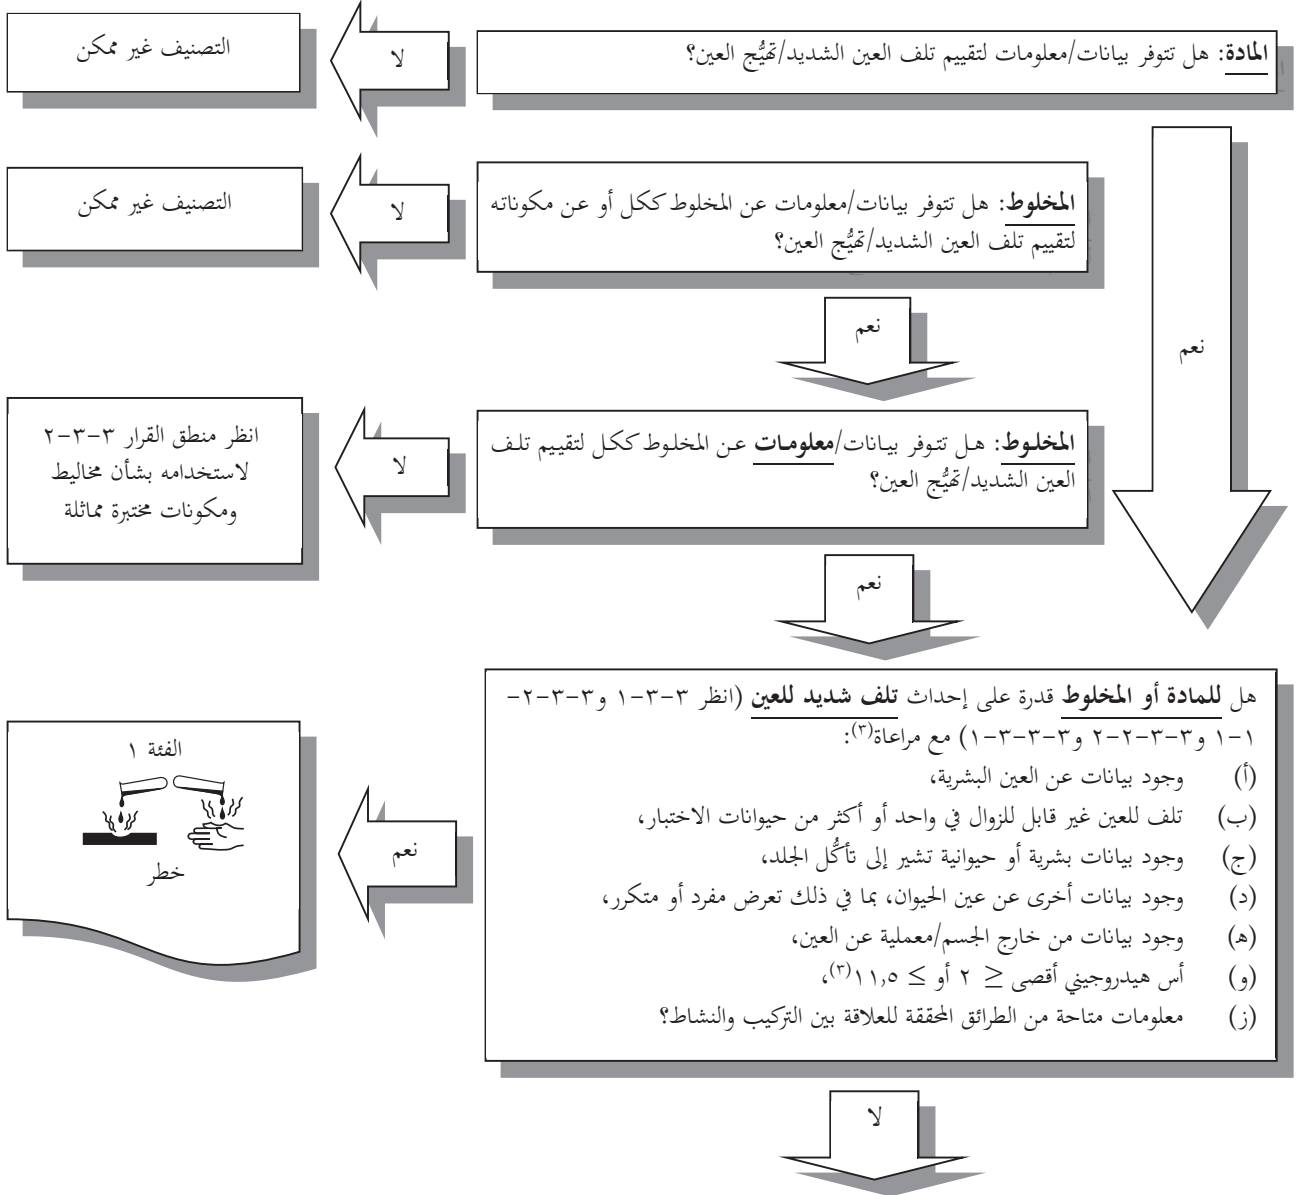 المادة: هل تتوفر بيانات/معلومات لتقييم تلف العين الشديد/تهيُّج العين؟
لا
التصنيف غير ممكن
المخلوط: هل تتوفر بيانات/معلومات عن المخلوط ككل أو عن مكوناته
لتقييم تلف العين الشديد/تهيُّج العين؟
لا
التصنيف غير ممكن
نعم
نعم
المخلوط: هل تتوفر بيانات/معلومات عن المخلوط ككل لتقييم تلف
العين الشديد/تهيُّج العين؟
لا
انظر منطق القرار ٣-٣-٢
لاستخدامه بشأن مخاليط
ومكونات مختبرة مماثلة
نعم
هل للمادة أو المخلوط قدرة على إحداث تلف شديد للعين (انظر ٣-٣-١ و٣-٣-٢-
١-١ و٣-٣-٢-٢ و٣-٣-٣-١) مع مراعاة(٣):
(أ) وجود بيانات عن العين البشرية،
(ب) تلف للعين غير قابل للزوال في واحد أو أكثر من حيوانات الاختبار،
(ج) وجود بيانات بشرية أو حيوانية تشير إلى تأكُّل الجلد،
(د) وجود بيانات أخرى عن عين الحيوان، بما في ذلك تعرض مفرد أو متكرر،
(ه) وجود بيانات من خارج الجسم/معملية عن العين،
(و) أس هيدروجيني أقصى ≥ ٢ أو ≤ ١١,٥(٣)،
(ز) معلومات متاحة من الطرائق المحققة للعلاقة بين التركيب والنشاط؟
نعم
الفئة ١
خطر
لا